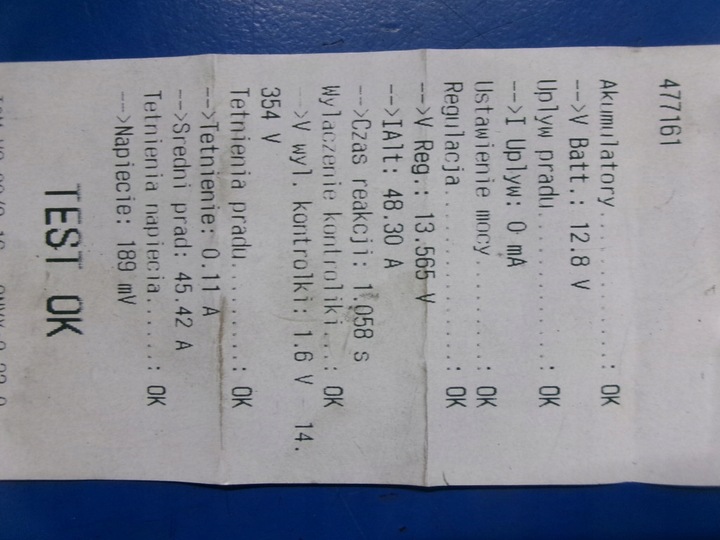 477161
Akumulatory............: OK
-->V Batt.: 12.8 V
Uplyw pradu............: OK
-->I Uplyw: 0 mA
Ustawienie mocy........: OK
Regulacja..............: OK
-->V Reg.: 13.565 V
-->IAlt: 48.30 A
-->Czas reakcji: 1.058 s
Wylaczenie kontroliki...: OK
-->V wyl. kontrolki: 1.6 V - 14.
354 V
Tetnienia pradu.........: OK
-->Tetnienie: 0.11 A
-->Sredni prad: 45.42 A
Tetnienia napiecia......: OK
-->Napiecie: 189 mV
TEST OK